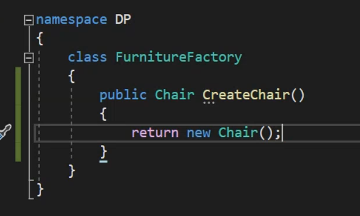 namespace DP
{
class FurnitureFactory
{
public Chair CreateChair()
{
return new Chair();
}
}
}